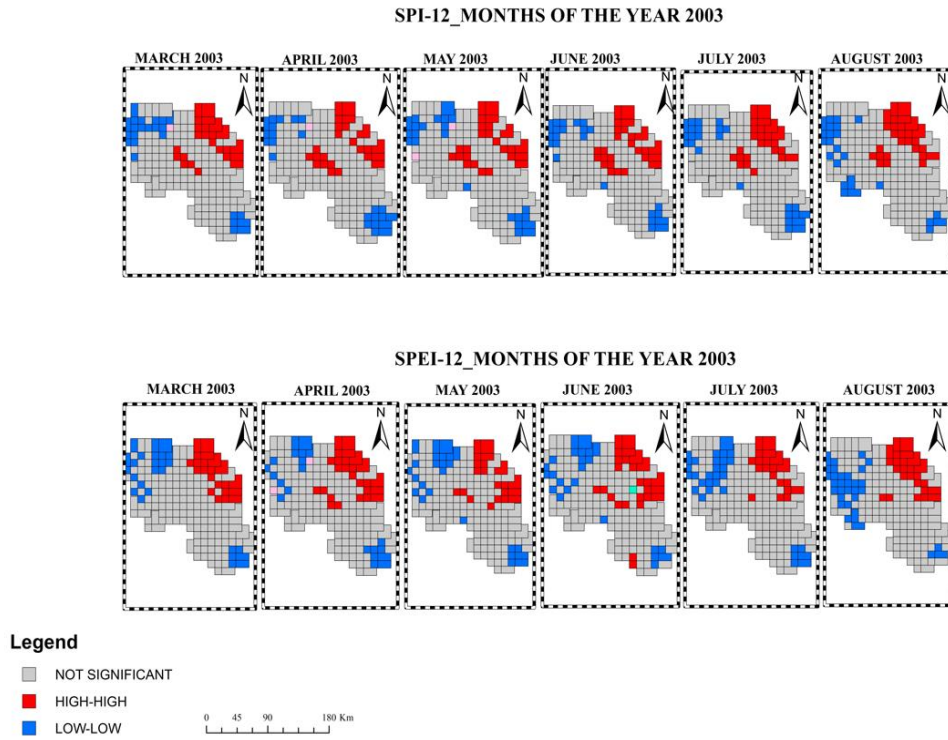 SPI-12_MONTHS OF THE YEAR 2003
MARCH 2003 APRIL 2003 MAY 2003 JUNE 2003 JULY 2003 AUGUST 2003
N N N N N N
SPEI-12_MONTHS OF THE YEAR 2003
MARCH 2003 APRIL 2003 MAY 2003 JUNE 2003 JULY 2003 AUGUST 2003
N N N N N N
Legend
NOT SIGNIFICANT
HIGH-HIGH
LOW-LOW
0 45 90 180 Km